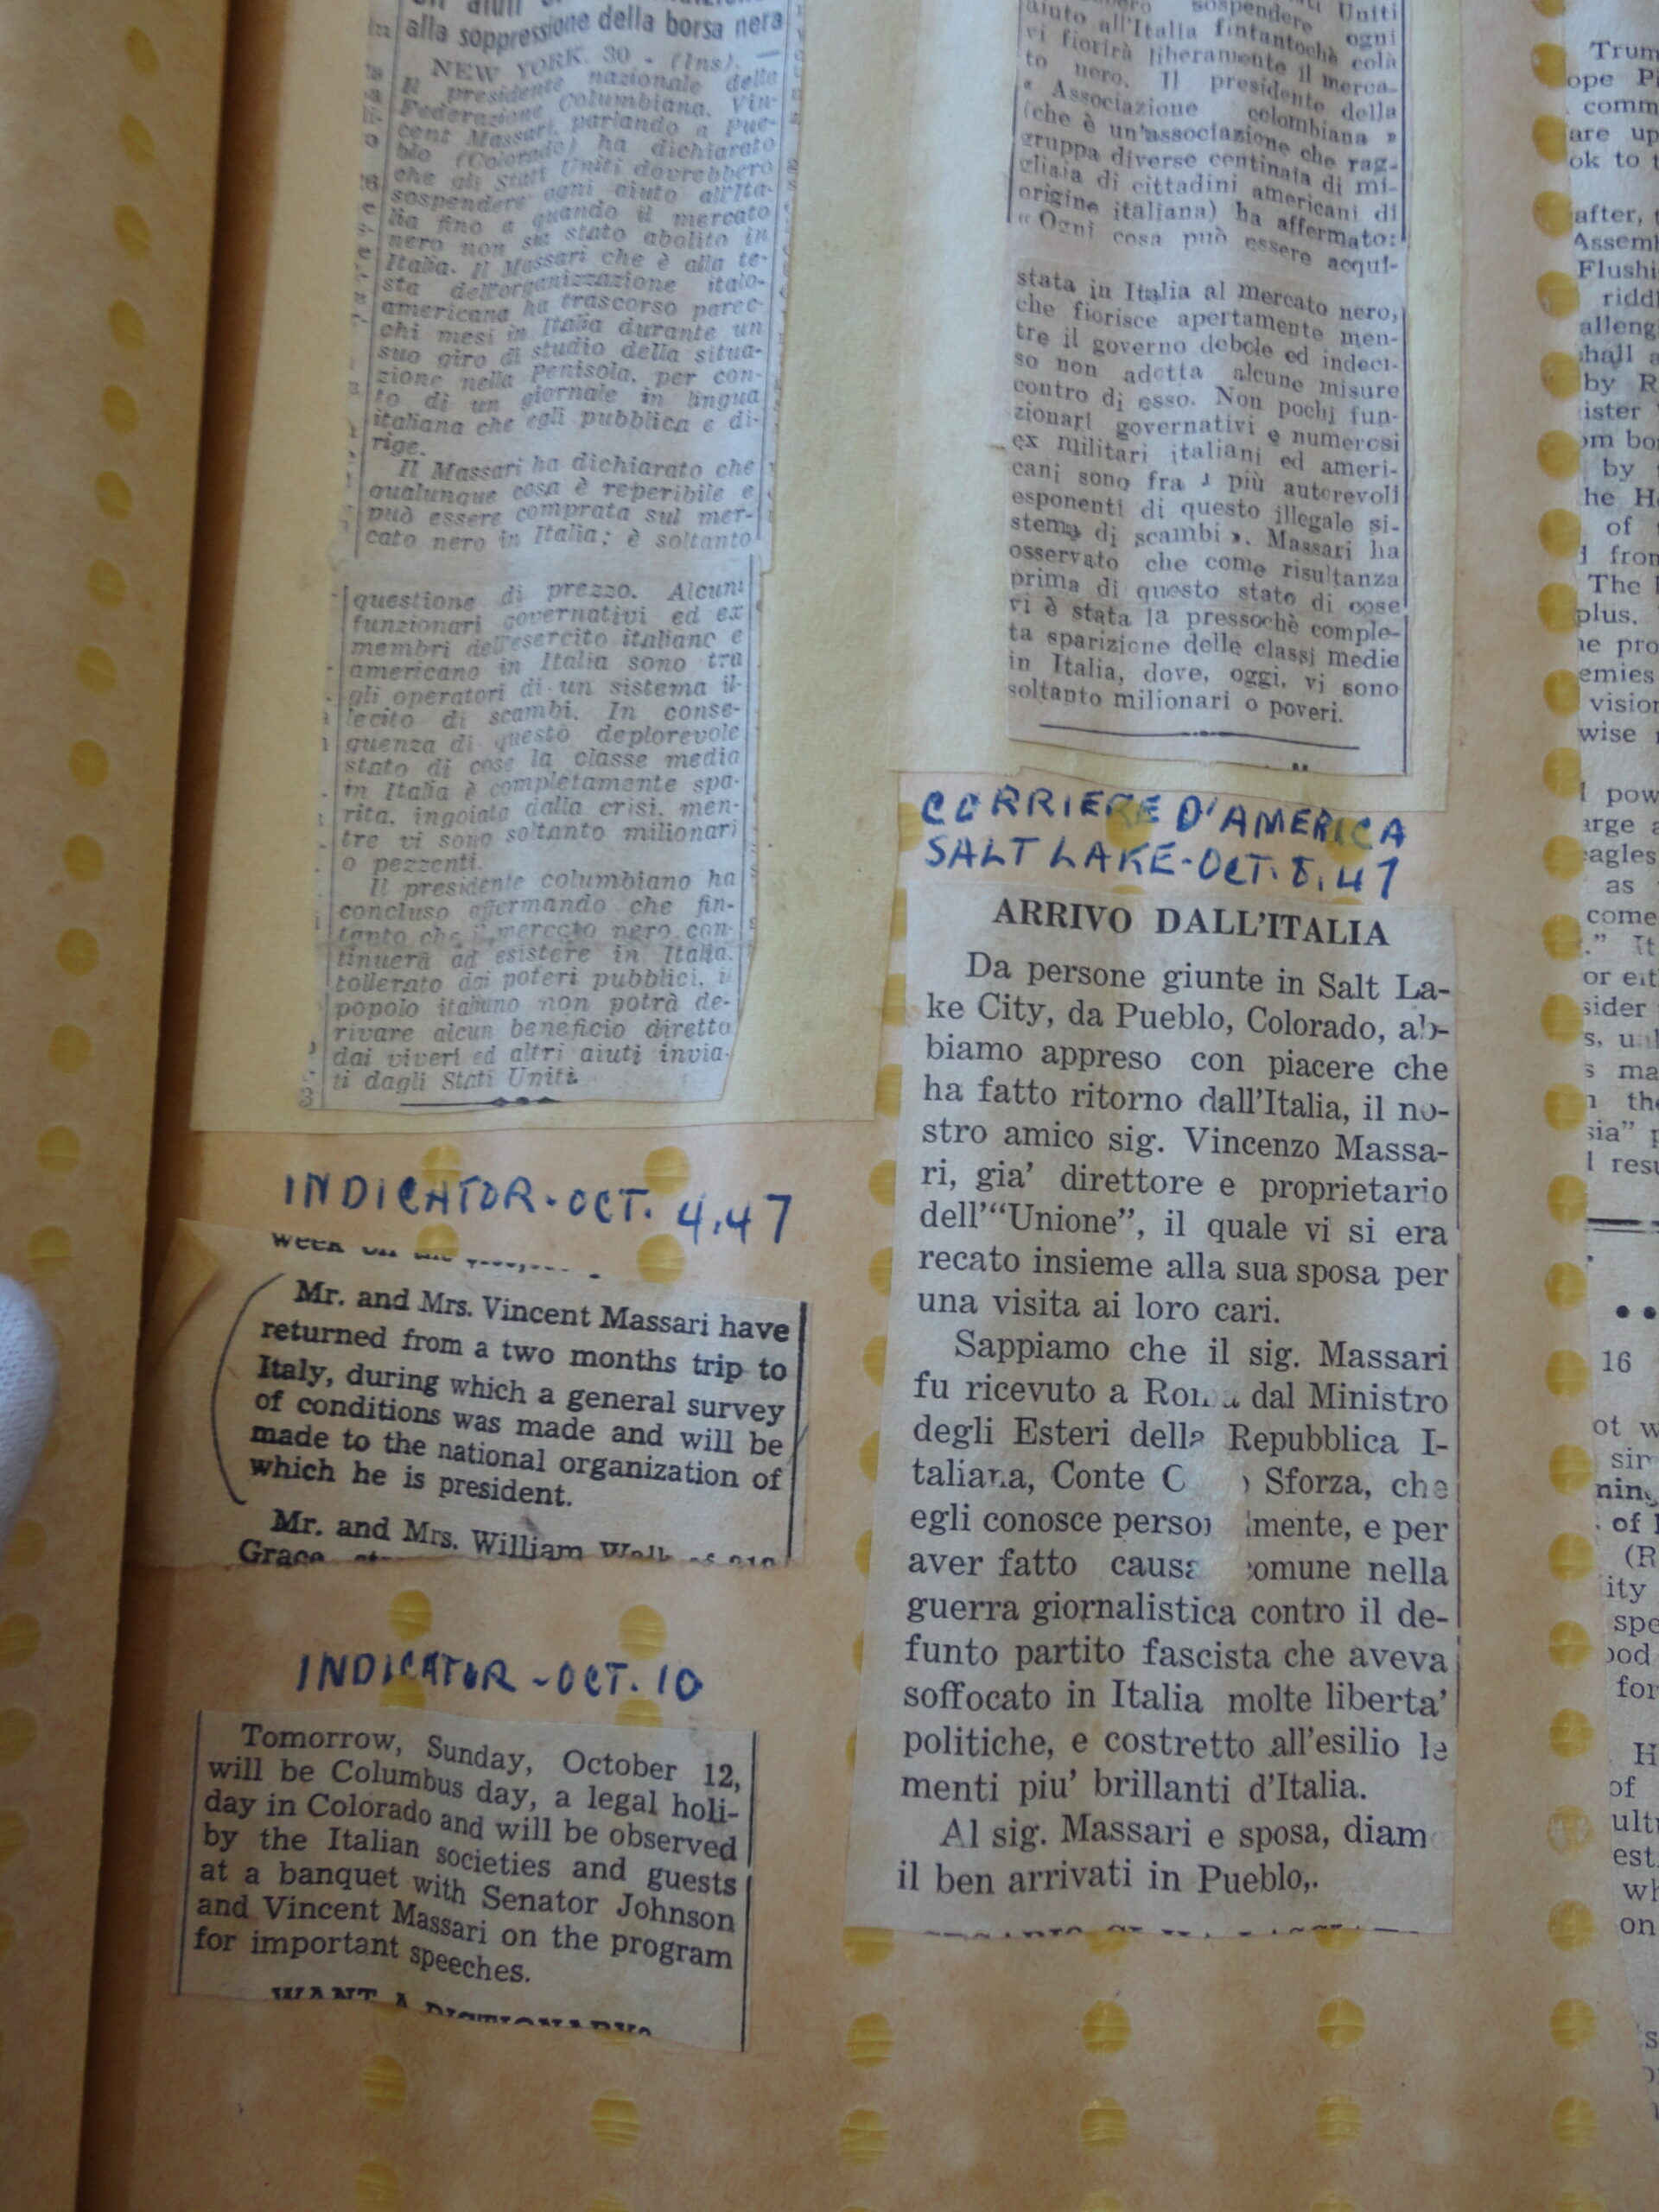 alla soppressione della borsa nera
NEW YORK. 30 - (Ins). —
Il presidente nazionale della
Federazione Columbiana. Vin-
cent Massari. parlando a Pue-
blo (Colorado) ha dichiarato
che gli Stati Uniti dovrebbero
sospendere ogni aiuto all'Ita-
lia fino a quando il mercato
nero non sia stato abolito in
Italia. Il Massari che è alla te-
sta dell'organizzazione italo-
americana ha trascorso parec-
chi mesi in Italia durante un
suo giro di studio della situa-
zione nella Penisola, per con-
to di un giornale in lingua
italiana che egli pubblica e di-
rige.
Il Massari ha dichiarato che
qualunque cosa è reperibile e
può essere comprata sul mer-
cato nero in Italia; è soltanto
questione di prezzo. Alcuni
funzionari governativi ed ex
membri dell'esercito italiano e
americano in Italia sono tra
gli operatori di un sistema il-
lecito di scambi. In conse-
guenza di questo deplorevole
stato di cose la classe media
in Italia è completamente spa-
rita, ingoiata dalla crisi, men-
tre vi sono soltanto milionari
o pezzenti.
Il presidente columbiano ha
concluso affermando che fin-
tanto che il mercato nero con-
tinuerà ad esistere in Italia,
tollerato dai poteri pubblici, il
popolo italiano non potrà de-
rivare alcun beneficio diretto
dai viveri ed altri aiuti invia-
ti dagli Stati Uniti.
INDICATOR - OCT. 4.47
Mr. and Mrs. Vincent Massari have
returned from a two months trip to
Italy, during which a general survey
of conditions was made and will be
made to the national organization of
which he is president.
Mr. and Mrs. William Walk of 212
Grace
INDICATOR - OCT. 10
Tomorrow, Sunday, October 12,
will be Columbus day, a legal holi-
day in Colorado and will be observed
by the Italian societies and guests
at a banquet with Senator Johnson
and Vincent Massari on the program
for important speeches.
WANT A DICTIONARY?
sospendere ogni
aiuto all'Italia fintantochè colà
vi fiorirà liberamente il merca-
to nero. Il presidente della
« Associazione colombiana »
(che è un'associazione che rag-
gruppa diverse centinaia di mi-
gliaia di cittadini americani di
origine italiana) ha affermato:
« Ogni cosa può essere acqui-
stata in Italia al mercato nero,
che fiorisce apertamente men-
tre il governo debole ed indeci-
so non adotta alcune misure
contro di esso. Non pochi fun-
zionari governativi e numerosi
ex militari italiani ed ameri-
cani sono fra i più autorevoli
esponenti di questo illegale si-
stema di scambi ». Massari ha
osservato che come risultanza
prima di questo stato di cose
vi è stata la pressochè comple-
ta sparizione delle classi medie
in Italia, dove, oggi, vi sono
soltanto milionari o poveri.
CORRIERE D'AMERICA
SALT LAKE - OCT. 8. 47
ARRIVO DALL'ITALIA
Da persone giunte in Salt La-
ke City, da Pueblo, Colorado, ab-
biamo appreso con piacere che
ha fatto ritorno dall'Italia, il no-
stro amico sig. Vincenzo Massa-
ri, gia' direttore e proprietario
dell'"Unione", il quale vi si era
recato insieme alla sua sposa per
una visita ai loro cari.
Sappiamo che il sig. Massari
fu ricevuto a Roma dal Ministro
degli Esteri della Repubblica I-
taliana, Conte Sforza, che
egli conosce personalmente, e per
aver fatto causa comune nella
guerra giornalistica contro il de-
funto partito fascista che aveva
soffocato in Italia molte liberta'
politiche, e costretto all'esilio le
menti piu' brillanti d'Italia.
Al sig. Massari e sposa, diamo
il ben arrivati in Pueblo,.